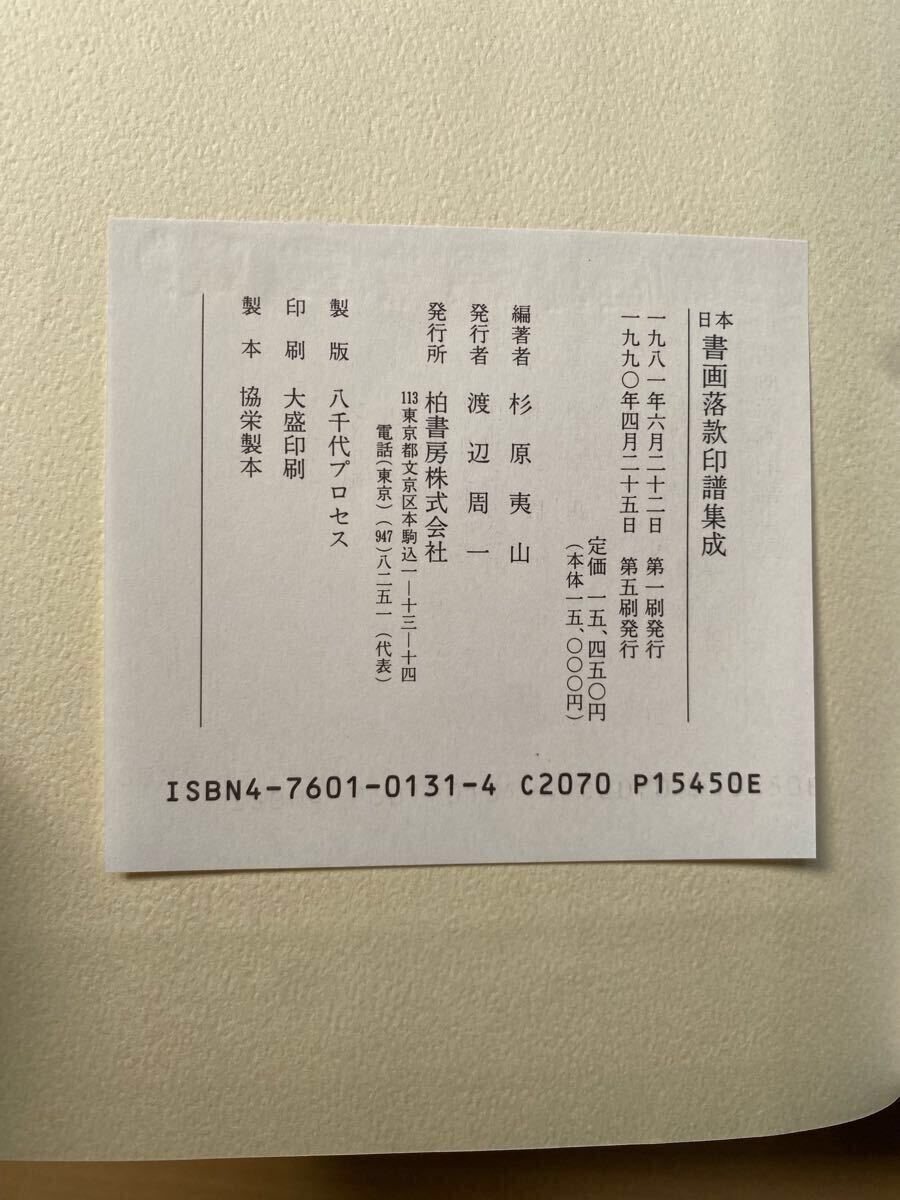 日本書画落款印譜集成
一九八一年六月二十二日　第一刷発行
一九九〇年四月二十五日　第五刷発行
定価 一五、四五〇円
(本体一五、〇〇〇円)
編著者　杉原夷山
発行者　渡辺周一
発行所　柏書房株式会社
113東京都文京区本駒込一―十三―十四
電話(東京)(947)八二五一(代表)
製版　八千代プロセス
印刷　大盛印刷
製本　協栄製本
ISBN4-7601-0131-4 C2070 P15450E